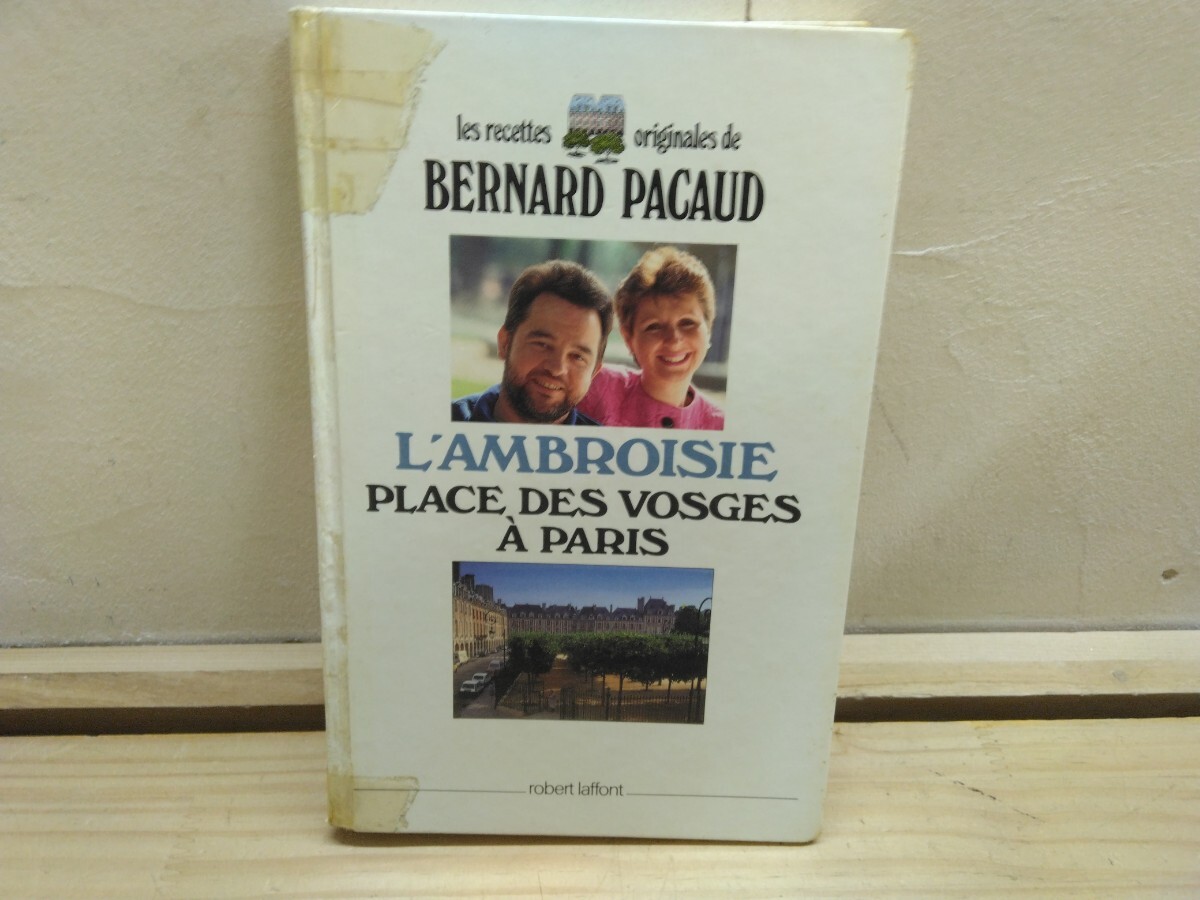 les recettes originales de
BERNARD PACAUD
L'AMBROISIE
PLACE DES VOSGES
À PARIS
robert laffont